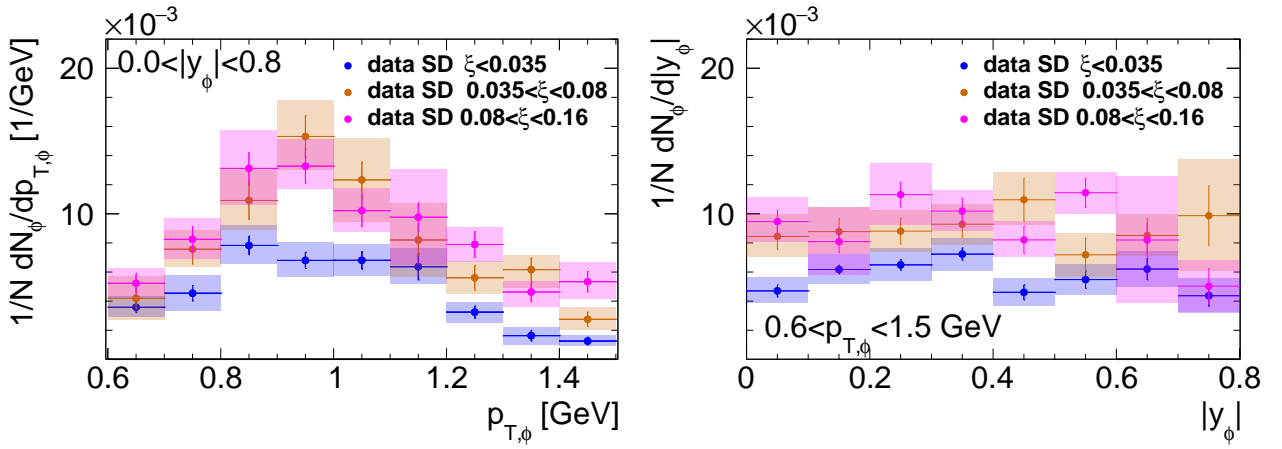 ×10⁻³
0.0<|y_ϕ|<0.8
data SD ξ<0.035
data SD 0.035<ξ<0.08
data SD 0.08<ξ<0.16
1/N dN_ϕ/dp_T,ϕ [1/GeV]
20
10
0.6 0.8 1 1.2 1.4
p_T,ϕ [GeV]
×10⁻³
data SD ξ<0.035
data SD 0.035<ξ<0.08
data SD 0.08<ξ<0.16
1/N dN_ϕ/d|y_ϕ|
20
10
0.6<p_T,ϕ<1.5 GeV
0 0.2 0.4 0.6 0.8
|y_ϕ|